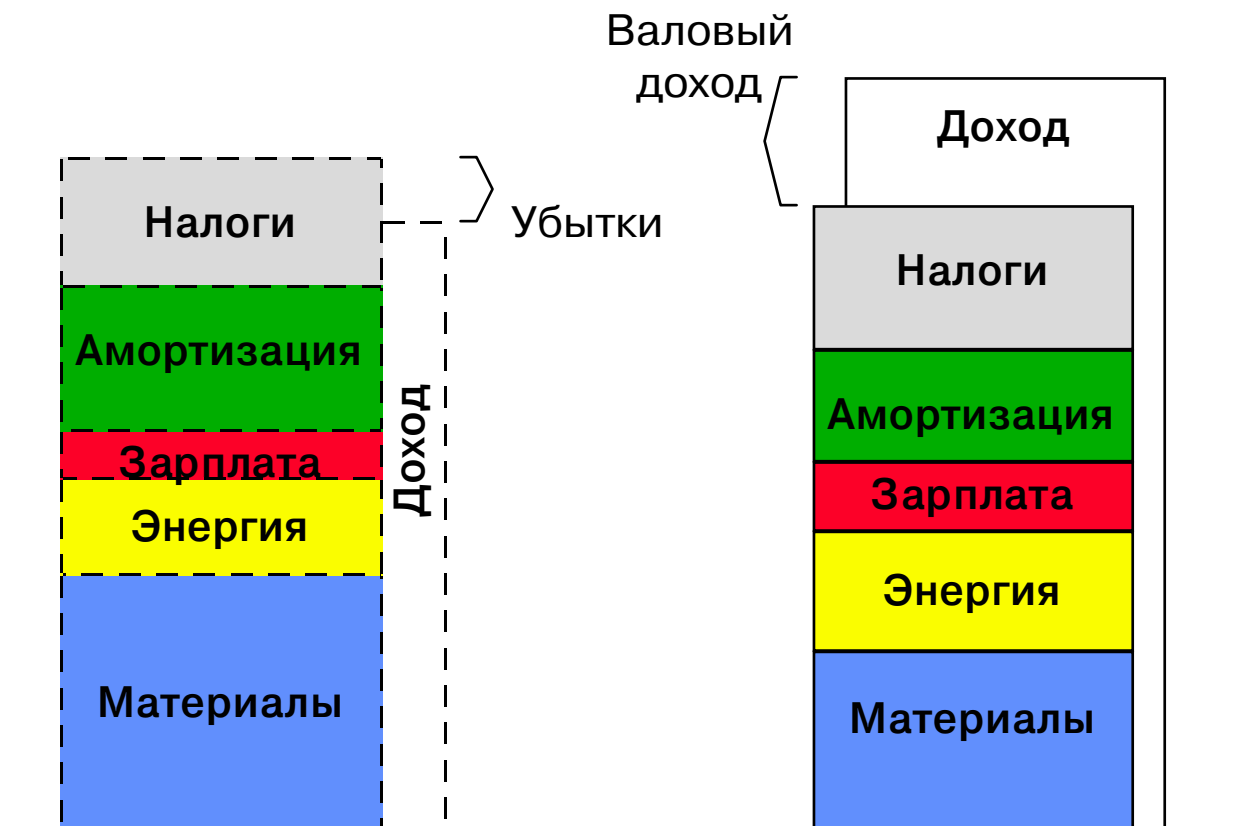 Валовый
доход
Доход
Налоги
Убытки
Налоги
Амортизация
Амортизация
Доход
Зарплата
Зарплата
Энергия
Энергия
Материалы
Материалы